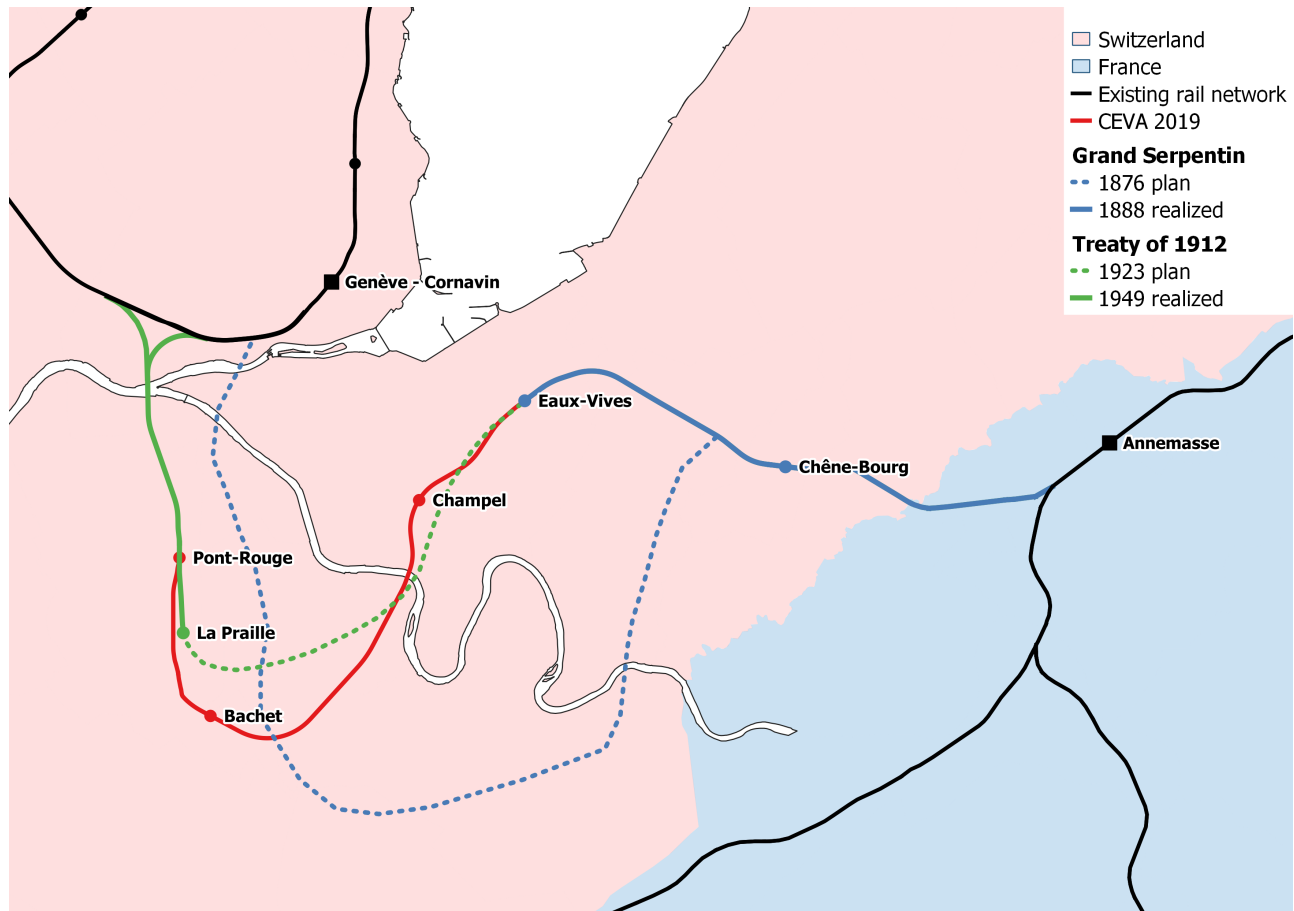 Switzerland
France
Existing rail network
CEVA 2019
Grand Serpentin
1876 plan
1888 realized
Treaty of 1912
1923 plan
1949 realized
Genève - Cornavin
Eaux-Vives
Annemasse
Chêne-Bourg
Champel
Pont-Rouge
La Praille
Bachet